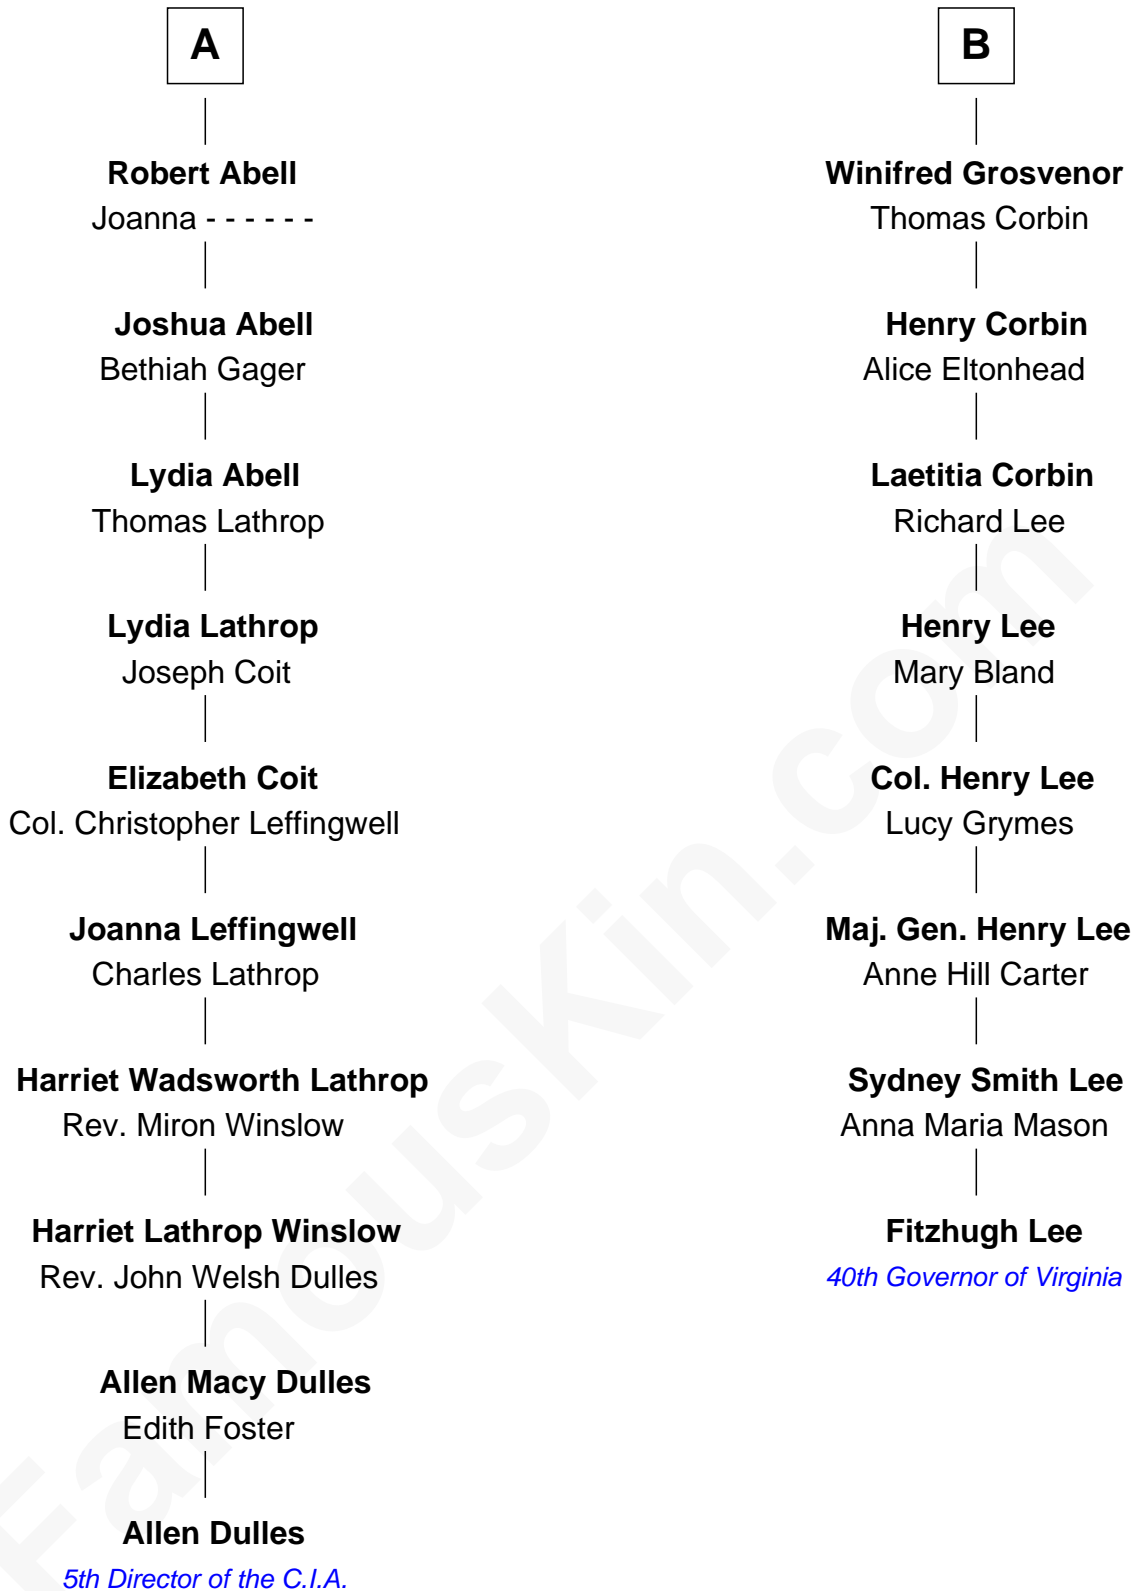 A
Robert Abell
Joanna - - - - - -
Joshua Abell
Bethiah Gager
Lydia Abell
Thomas Lathrop
Lydia Lathrop
Joseph Coit
Elizabeth Coit
Col. Christopher Leffingwell
Joanna Leffingwell
Charles Lathrop
Harriet Wadsworth Lathrop
Rev. Miron Winslow
Harriet Lathrop Winslow
Rev. John Welsh Dulles
Allen Macy Dulles
Edith Foster
Allen Dulles
5th Director of the C.I.A.
B
Winifred Grosvenor
Thomas Corbin
Henry Corbin
Alice Eltonhead
Laetitia Corbin
Richard Lee
Henry Lee
Mary Bland
Col. Henry Lee
Lucy Grymes
Maj. Gen. Henry Lee
Anne Hill Carter
Sydney Smith Lee
Anna Maria Mason
Fitzhugh Lee
40th Governor of Virginia
FamousKin.com